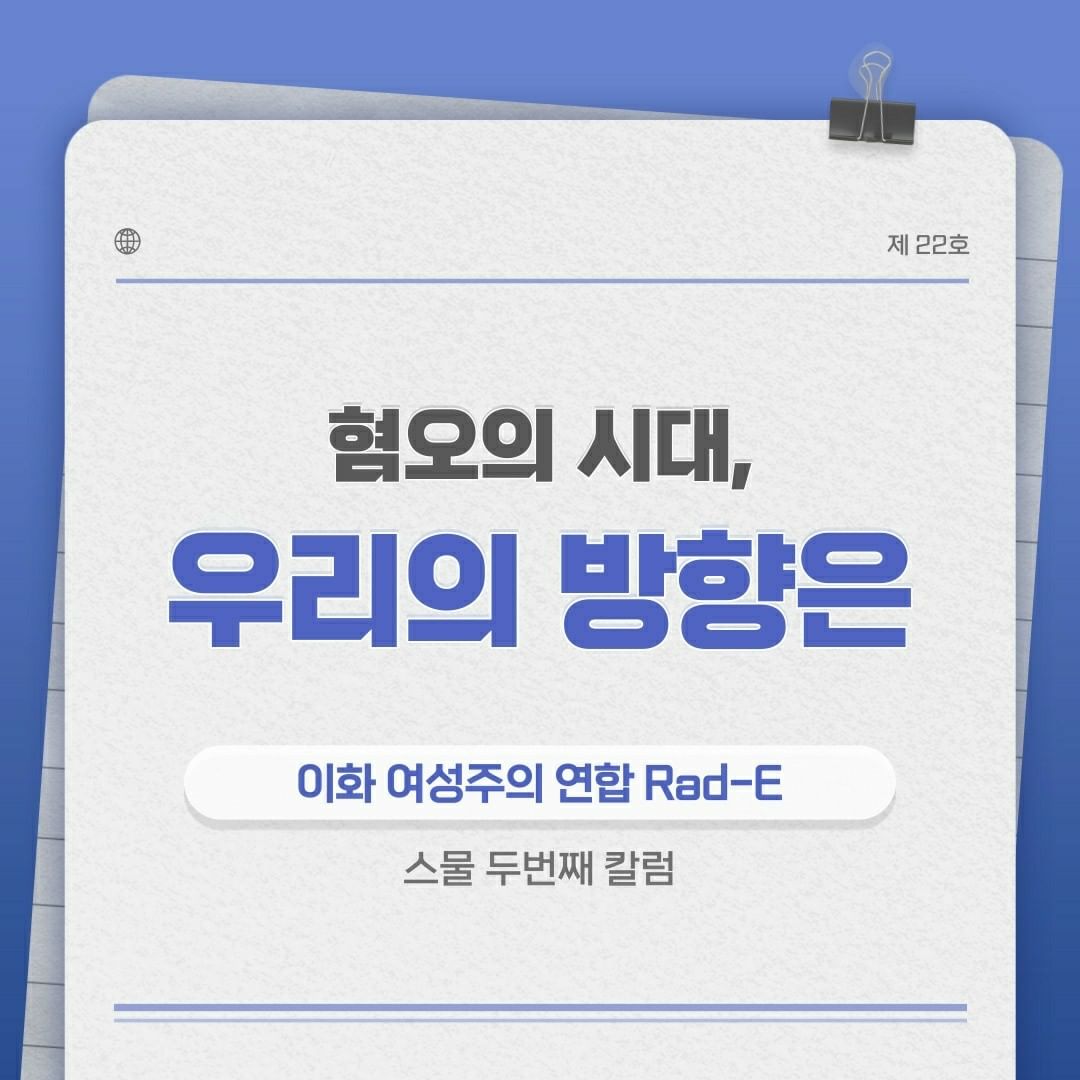 제 22호
혐오의 시대,
우리의 방향은
이화 여성주의 연합 Rad-E
스물 두번째 칼럼